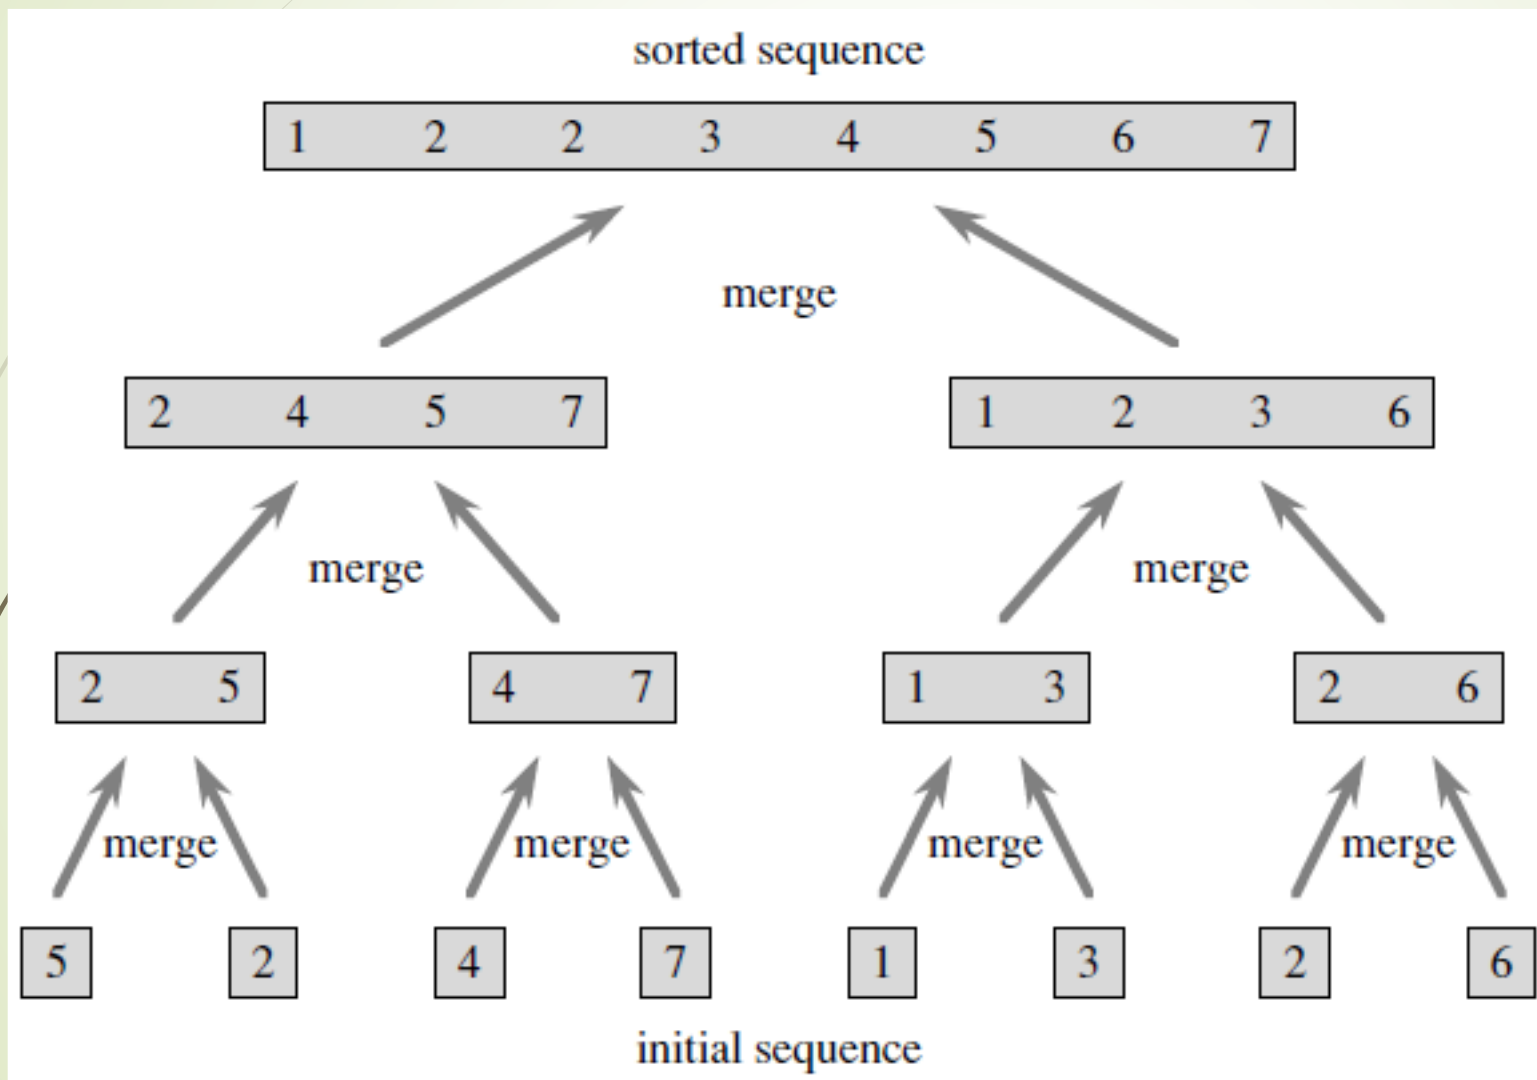 sorted sequence
1 2 2 3 4 5 6 7
merge
2 4 5 7 1 2 3 6
merge merge
2 5 4 7 1 3 2 6
merge merge merge merge
5 2 4 7 1 3 2 6
initial sequence